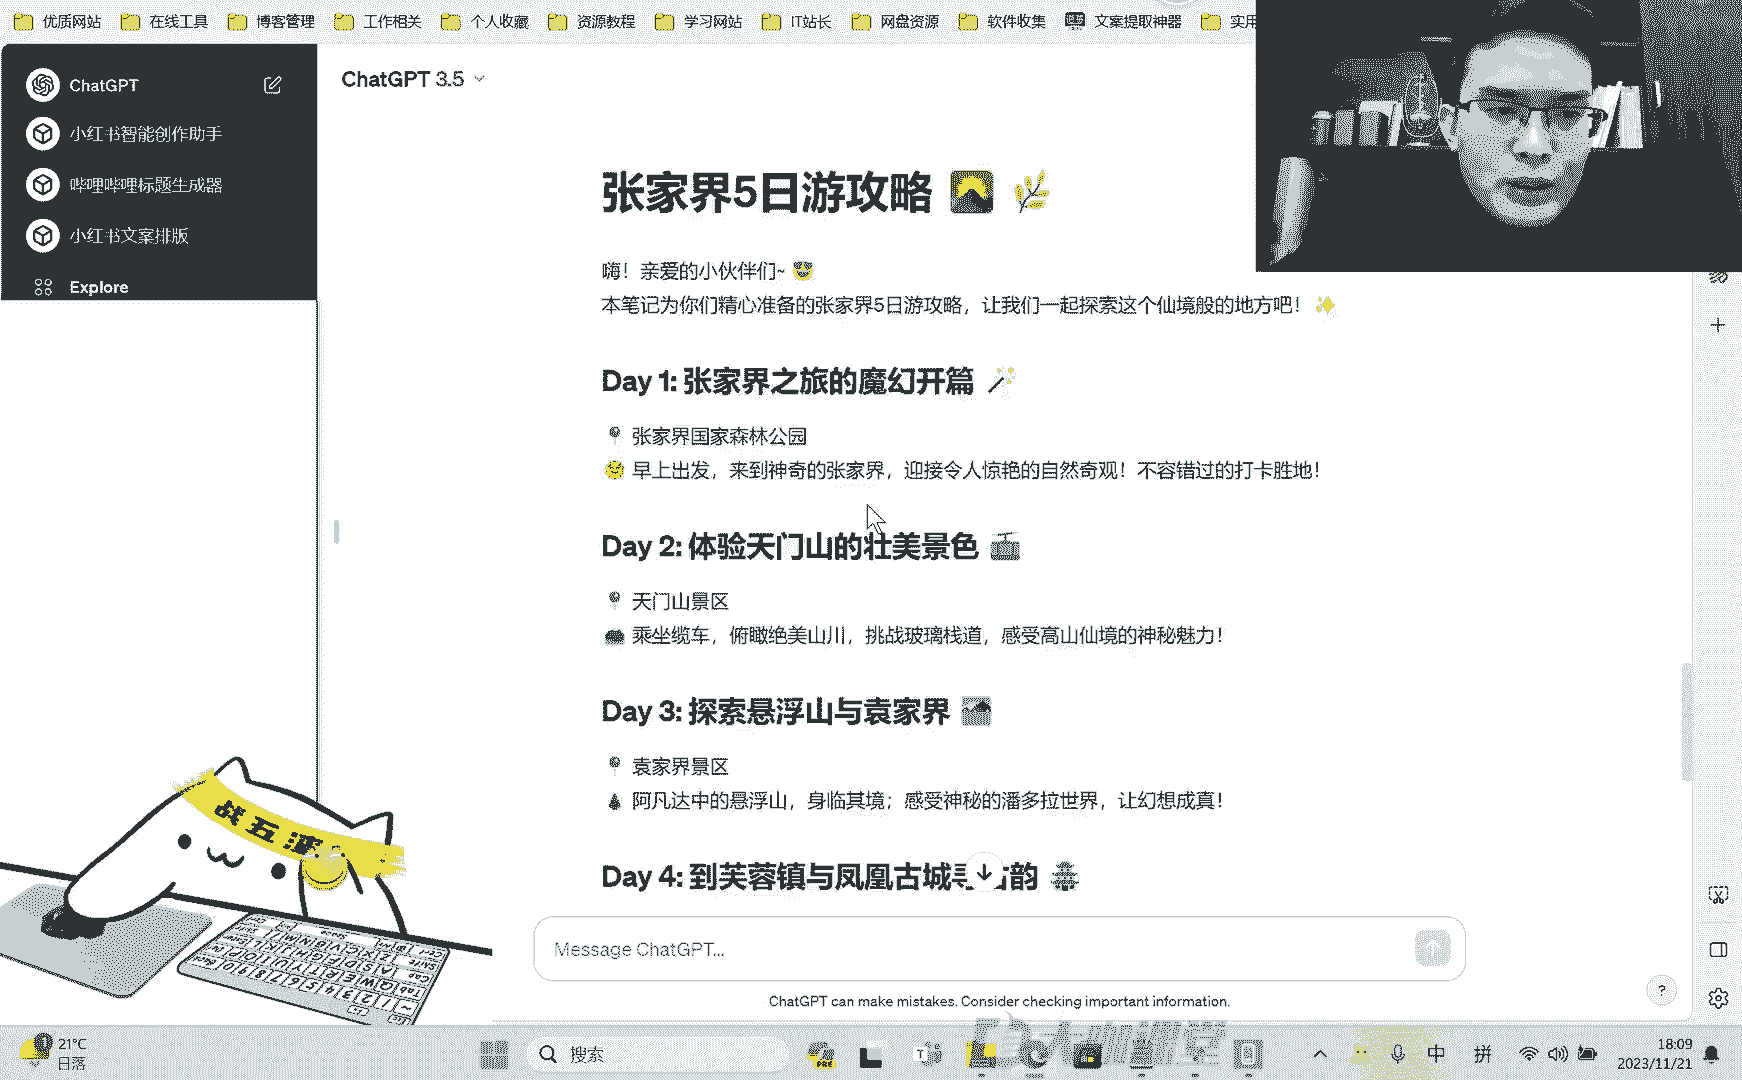 优质网站
在线工具
博客管理
工作相关
个人收藏
资源教程
学习网站
IT站长
网盘资源
软件收集
文案提取神器
实用
ChatGPT
小红书智能创作助手
哔哩哔哩标题生成器
小红书文案排版
Explore
ChatGPT 3.5
张家界5日游攻略
嗨！亲爱的小伙伴们~
本笔记为你们精心准备的张家界5日游攻略，让我们一起探索这个仙境般的地方吧！
Day 1: 张家界之旅的魔幻开篇
张家界国家森林公园
早上出发，来到神奇的张家界，迎接令人惊艳的自然奇观！不容错过的打卡胜地！
Day 2: 体验天门山的壮美景色
天门山景区
乘坐缆车，俯瞰绝美山川，挑战玻璃栈道，感受高山仙境的神秘魅力！
Day 3: 探索悬浮山与袁家界
袁家界景区
阿凡达中的悬浮山，身临其境；感受神秘的潘多拉世界，让幻想成真！
Day 4: 到芙蓉镇与凤凰古城寻古韵
战五渣
Message ChatGPT...
ChatGPT can make mistakes. Consider checking important information.
?
21°C
日落
搜索
PRE
中
拼
18:09
2023/11/21